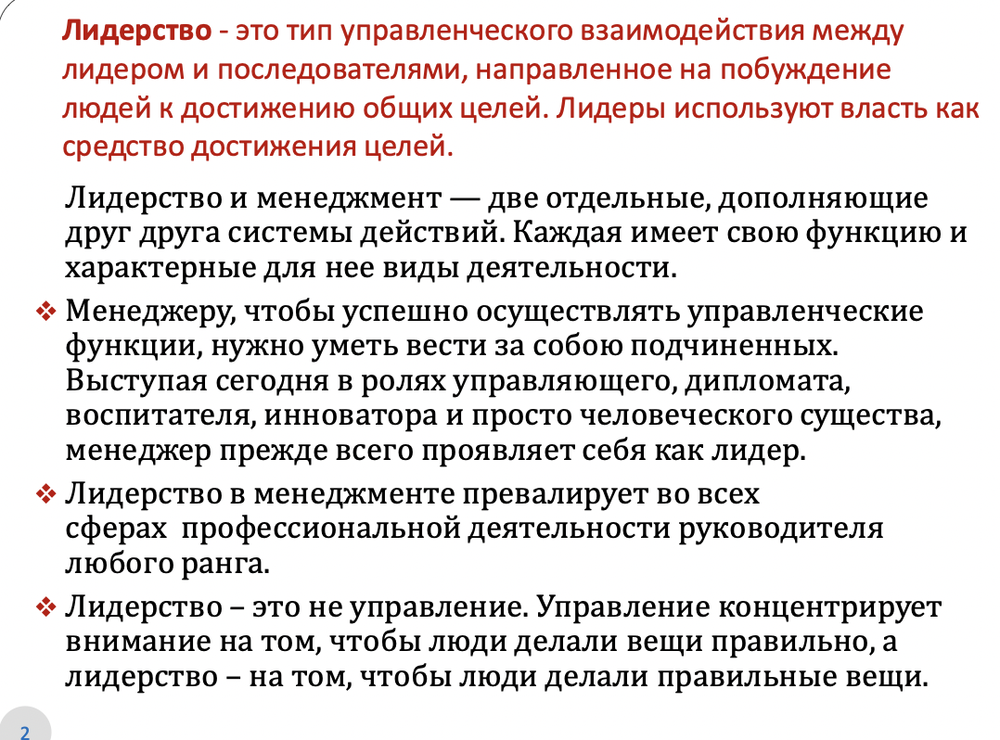 Лидерство - это тип управленческого взаимодействия между
лидером и последователями, направленное на побуждение
людей к достижению общих целей. Лидеры используют власть как
средство достижения целей.
Лидерство и менеджмент — две отдельные, дополняющие
друг друга системы действий. Каждая имеет свою функцию и
характерные для нее виды деятельности.
❖ Менеджеру, чтобы успешно осуществлять управленческие
функции, нужно уметь вести за собою подчиненных.
Выступая сегодня в ролях управляющего, дипломата,
воспитателя, инноватора и просто человеческого существа,
менеджер прежде всего проявляет себя как лидер.
❖ Лидерство в менеджменте превалирует во всех
сферах  профессиональной деятельности руководителя
любого ранга.
❖ Лидерство – это не управление. Управление концентрирует
внимание на том, чтобы люди делали вещи правильно, а
лидерство – на том, чтобы люди делали правильные вещи.
2